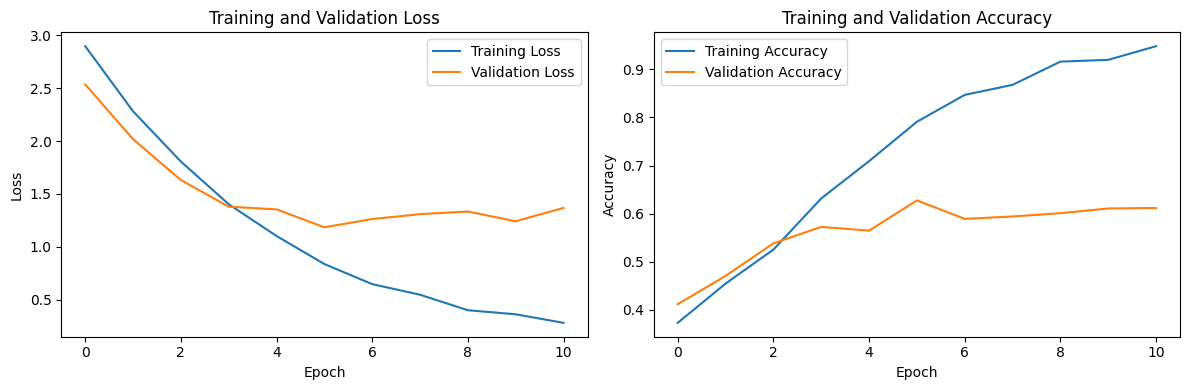 Training and Validation Loss
3.0
2.5
2.0
1.5
1.0
0.5
Loss
Training Loss
Validation Loss
0 2 4 6 8 10
Epoch
Training and Validation Accuracy
0.9
0.8
0.7
0.6
0.5
0.4
Accuracy
Training Accuracy
Validation Accuracy
0 2 4 6 8 10
Epoch